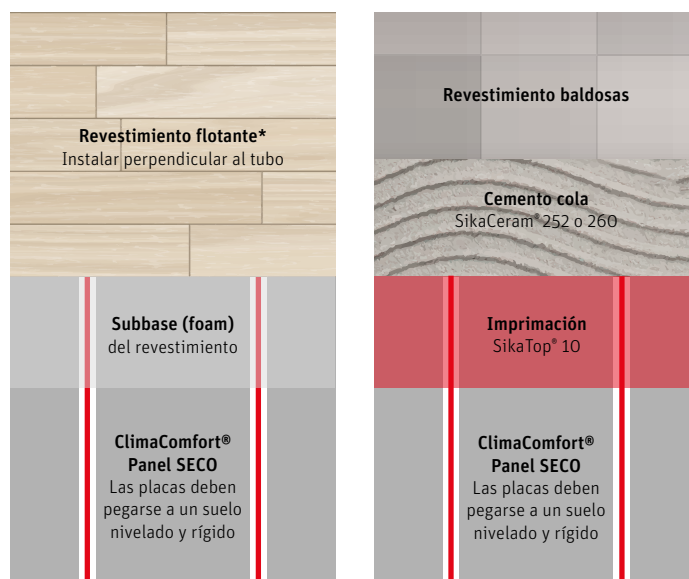 Revestimiento flotante*
Instalar perpendicular al tubo
Subbase (foam)
del revestimiento
ClimaComfort®
Panel SECO
Las placas deben
pegarse a un suelo
nivelado y rígido
Revestimiento baldosas
Cemento cola
SikaCeram® 252 o 260
Imprimación
SikaTop® 10
ClimaComfort®
Panel SECO
Las placas deben
pegarse a un suelo
nivelado y rígido